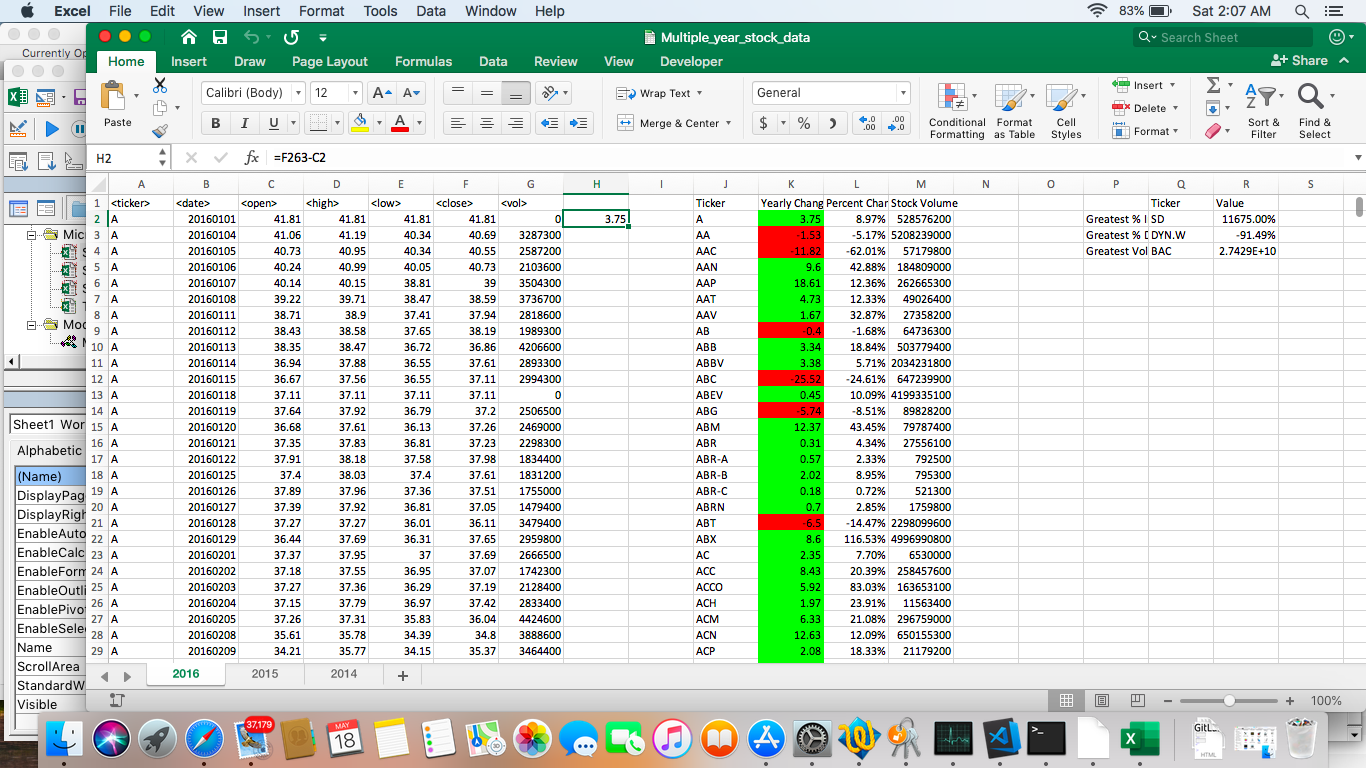 Excel File Edit View Insert Format Tools Data Window Help 83% Sat 2:07 AM
Currently Op
Multiple_year_stock_data Search Sheet
Home Insert Draw Page Layout Formulas Data Review View Developer Share
Paste Calibri (Body) 12 A A Wrap Text General Insert
B I U A Merge & Center $ % Conditional Formatting Format as Table Cell Styles Delete Format Sort & Filter Find & Select
H2 fx =F263-C2
A B C D E F G H I J K L M N O P Q R S
1 <ticker> <date> <open> <high> <low> <close> <vol> Ticker Yearly Chang Percent Char Stock Volume Ticker Value
2 A 20160101 41.81 41.81 41.81 41.81 0 3.75 A 3.75 8.97% 528576200 Greatest % I SD 11675.00%
3 A 20160104 41.06 41.19 40.34 40.69 3287300 AA -1.53 -5.17% 5208239000 Greatest % D DYN.W -91.49%
4 A 20160105 40.73 40.95 40.34 40.55 2587200 AAC -11.82 -62.01% 57179800 Greatest Vol BAC 2.7429E+10
5 A 20160106 40.24 40.99 40.05 40.73 2103600 AAN 9.6 42.88% 184809000
6 A 20160107 40.14 40.15 38.81 39 3504300 AAP 18.61 12.36% 262665300
7 A 20160108 39.22 39.71 38.47 38.59 3736700 AAT 4.73 12.33% 49026400
8 A 20160111 38.71 38.9 37.41 37.94 2818600 AAV 1.67 32.87% 27358200
9 A 20160112 38.43 38.58 37.65 38.19 1989300 AB -0.4 -1.68% 64736300
10 A 20160113 38.35 38.47 36.72 36.86 4206600 ABB 3.34 18.84% 503779400
11 A 20160114 36.94 37.88 36.55 37.61 2893300 ABBV 3.38 5.71% 2034231800
12 A 20160115 36.67 37.56 36.55 37.11 2994300 ABC -25.52 -24.61% 647239900
13 A 20160118 37.11 37.11 37.11 37.11 0 ABEV 0.45 10.09% 4199335100
14 A 20160119 37.64 37.92 36.79 37.2 2506500 ABG -5.74 -8.51% 89828200
15 A 20160120 36.68 37.61 36.13 37.26 2469000 ABM 12.37 43.45% 79787400
16 A 20160121 37.35 37.83 36.81 37.23 2298300 ABR 0.31 4.34% 27556100
17 A 20160122 37.91 38.18 37.58 37.98 1834400 ABR-A 0.57 2.33% 792500
18 A 20160125 37.4 38.03 37.4 37.61 1831200 ABR-B 2.02 8.95% 795300
19 A 20160126 37.89 37.96 37.36 37.51 1755000 ABR-C 0.18 0.72% 521300
20 A 20160127 37.39 37.92 36.81 37.05 1479400 ABRN 0.7 2.85% 1759800
21 A 20160128 37.27 37.27 36.01 36.11 3479400 ABT -6.5 -14.47% 2298099600
22 A 20160129 36.44 37.69 36.31 37.65 2959800 ABX 8.6 116.53% 4996990800
23 A 20160201 37.37 37.95 37 37.69 2666500 AC 2.35 7.70% 6530000
24 A 20160202 37.18 37.55 36.95 37.07 1742300 ACC 8.43 20.39% 258457600
25 A 20160203 37.27 37.36 36.29 37.19 2128400 ACCO 5.92 83.03% 163653100
26 A 20160204 37.15 37.79 36.97 37.42 2833400 ACH 1.97 23.91% 11563400
27 A 20160205 37.26 37.31 35.83 36.04 4424600 ACM 6.33 21.08% 296759000
28 A 20160208 35.61 35.78 34.39 34.8 3888600 ACN 12.63 12.09% 650155300
29 A 20160209 34.21 35.77 34.15 35.37 3464400 ACP 2.08 18.33% 21179200
Mic
Moc
Sheet1 Wor
Alphabetic
(Name)
DisplayPag
DisplayRigh
EnableAuto
EnableCalc
EnableForm
EnableOutli
EnablePivo
EnableSele
Name
ScrollArea
StandardW
Visible
2016 2015 2014 +
100%
37,179 MAY 18 GitL HTML